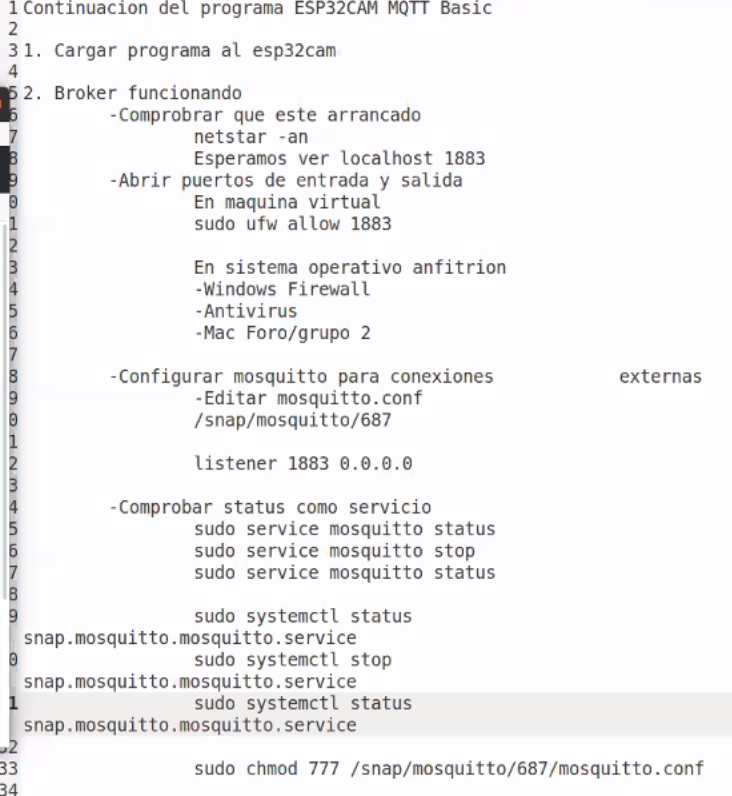 1 Continuacion del programa ESP32CAM MQTT Basic
2
3 1. Cargar programa al esp32cam
4
5 2. Broker funcionando
6 -Comprobrar que este arrancado
7 netstar -an
8 Esperamos ver localhost 1883
9 -Abrir puertos de entrada y salida
0 En maquina virtual
1 sudo ufw allow 1883
2
3 En sistema operativo anfitrion
4 -Windows Firewall
5 -Antivirus
6 -Mac Foro/grupo 2
7
8 -Configurar mosquitto para conexiones externas
9 -Editar mosquitto.conf
0 /snap/mosquitto/687
1
2 listener 1883 0.0.0.0
3
4 -Comprobar status como servicio
5 sudo service mosquitto status
6 sudo service mosquitto stop
7 sudo service mosquitto status
8
9 sudo systemctl status
snap.mosquitto.mosquitto.service
0 sudo systemctl stop
snap.mosquitto.mosquitto.service
1 sudo systemctl status
snap.mosquitto.mosquitto.service
32
33 sudo chmod 777 /snap/mosquitto/687/mosquitto.conf
34